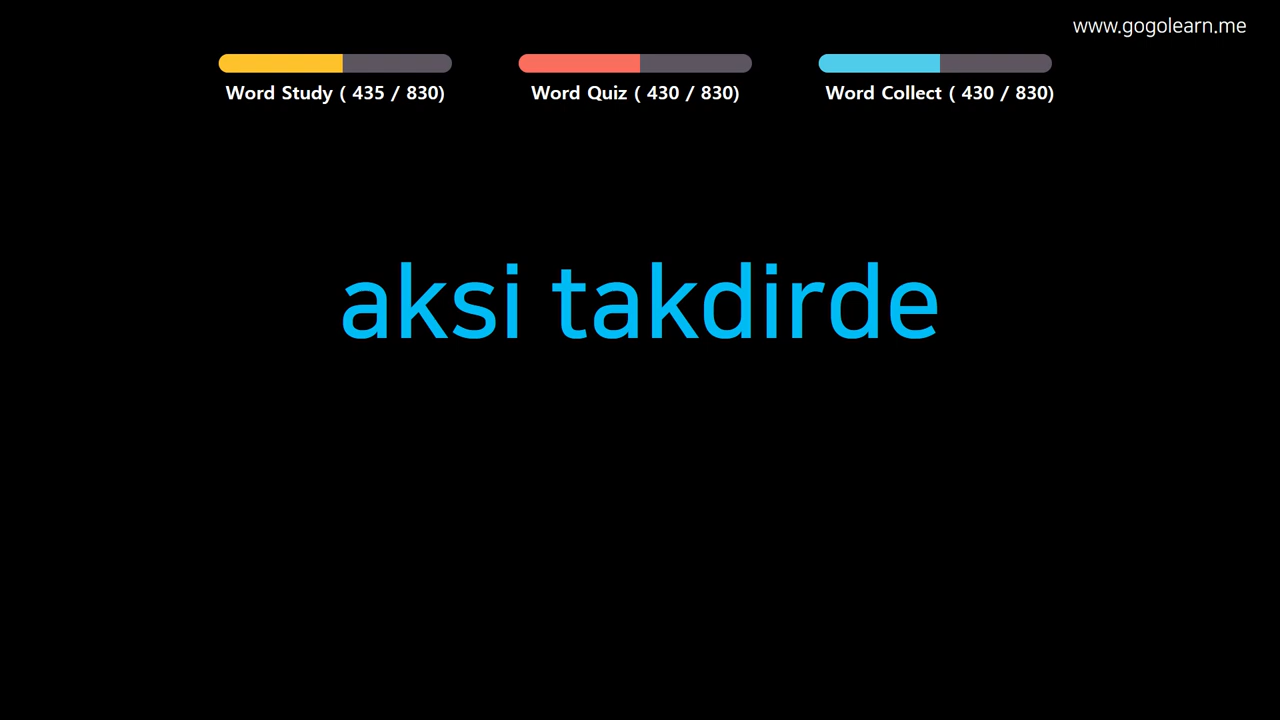 www.gogolearn.me
Word Study ( 435 / 830)
Word Quiz ( 430 / 830)
Word Collect ( 430 / 830)
aksi takdirde